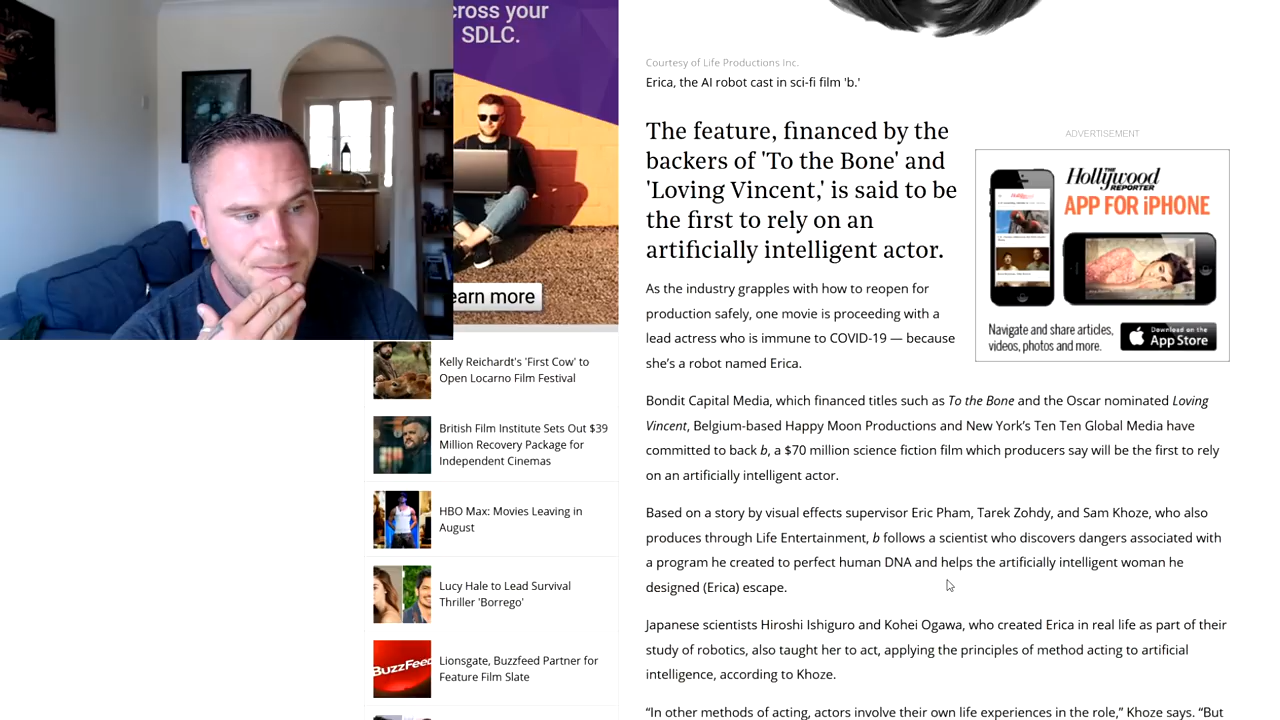 cross your
SDLC.
earn more
Kelly Reichardt's 'First Cow' to
Open Locarno Film Festival
British Film Institute Sets Out $39
Million Recovery Package for
Independent Cinemas
HBO Max: Movies Leaving in
August
Lucy Hale to Lead Survival
Thriller 'Borrego'
BuzzFeed
Lionsgate, Buzzfeed Partner for
Feature Film Slate
Courtesy of Life Productions Inc.
Erica, the AI robot cast in sci-fi film 'b.'
The feature, financed by the
backers of 'To the Bone' and
'Loving Vincent,' is said to be
the first to rely on an
artificially intelligent actor.
ADVERTISEMENT
THE
Hollywood
REPORTER
APP FOR iPHONE
Navigate and share articles,
videos, photos and more.
Download on the
App Store
As the industry grapples with how to reopen for
production safely, one movie is proceeding with a
lead actress who is immune to COVID-19 — because
she’s a robot named Erica.
Bondit Capital Media, which financed titles such as To the Bone and the Oscar nominated Loving
Vincent, Belgium-based Happy Moon Productions and New York’s Ten Ten Global Media have
committed to back b, a $70 million science fiction film which producers say will be the first to rely
on an artificially intelligent actor.
Based on a story by visual effects supervisor Eric Pham, Tarek Zohdy, and Sam Khoze, who also
produces through Life Entertainment, b follows a scientist who discovers dangers associated with
a program he created to perfect human DNA and helps the artificially intelligent woman he
designed (Erica) escape.
Japanese scientists Hiroshi Ishiguro and Kohei Ogawa, who created Erica in real life as part of their
study of robotics, also taught her to act, applying the principles of method acting to artificial
intelligence, according to Khoze.
“In other methods of acting, actors involve their own life experiences in the role,” Khoze says. “But